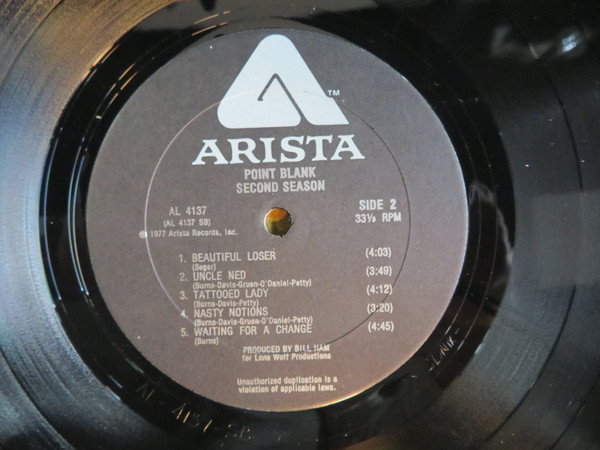 ™
ARISTA
POINT BLANK
SECOND SEASON
AL 4137
(AL 4137 SB)
℗ 1977 Arista Records, Inc.
SIDE 2
33⅓ RPM
1. BEAUTIFUL LOSER (4:03)
(Seger)
2. UNCLE NED (3:49)
(Burns-Davis-Gruen-O'Daniel-Petty)
3. TATTOOED LADY (4:12)
(Burns-Davis-Petty)
4. NASTY NOTIONS (3:20)
(Burns-Davis-Gruen-O'Daniel-Petty)
5. WAITING FOR A CHANGE (4:45)
(Burns)
PRODUCED BY BILL HAM
for Lone Wolf Productions
Unauthorized duplication is a
violation of applicable laws.
AL-4137-SB